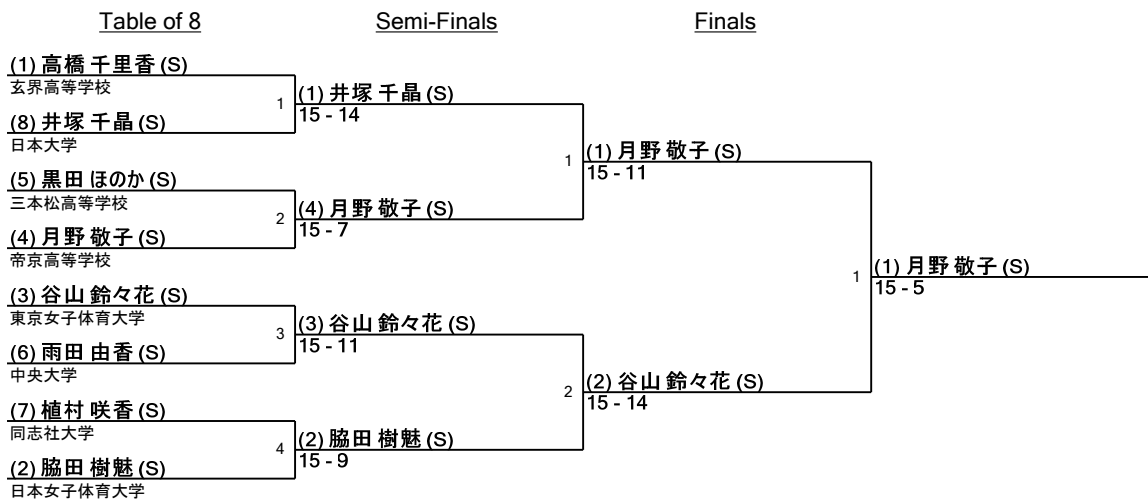 Table of 8
Semi-Finals
Finals
(1) 高橋 千里香 (S)
玄界高等学校
1
(8) 井塚 千晶 (S)
日本大学
(1) 井塚 千晶 (S)
15 - 14
(5) 黒田 ほのか (S)
三本松高等学校
2
(4) 月野 敬子 (S)
帝京高等学校
(4) 月野 敬子 (S)
15 - 7
1
(1) 月野 敬子 (S)
15 - 11
(3) 谷山 鈴々花 (S)
東京女子体育大学
3
(6) 雨田 由香 (S)
中央大学
(3) 谷山 鈴々花 (S)
15 - 11
(7) 植村 咲香 (S)
同志社大学
4
(2) 脇田 樹魅 (S)
日本女子体育大学
(2) 脇田 樹魅 (S)
15 - 9
2
(2) 谷山 鈴々花 (S)
15 - 14
1
(1) 月野 敬子 (S)
15 - 5